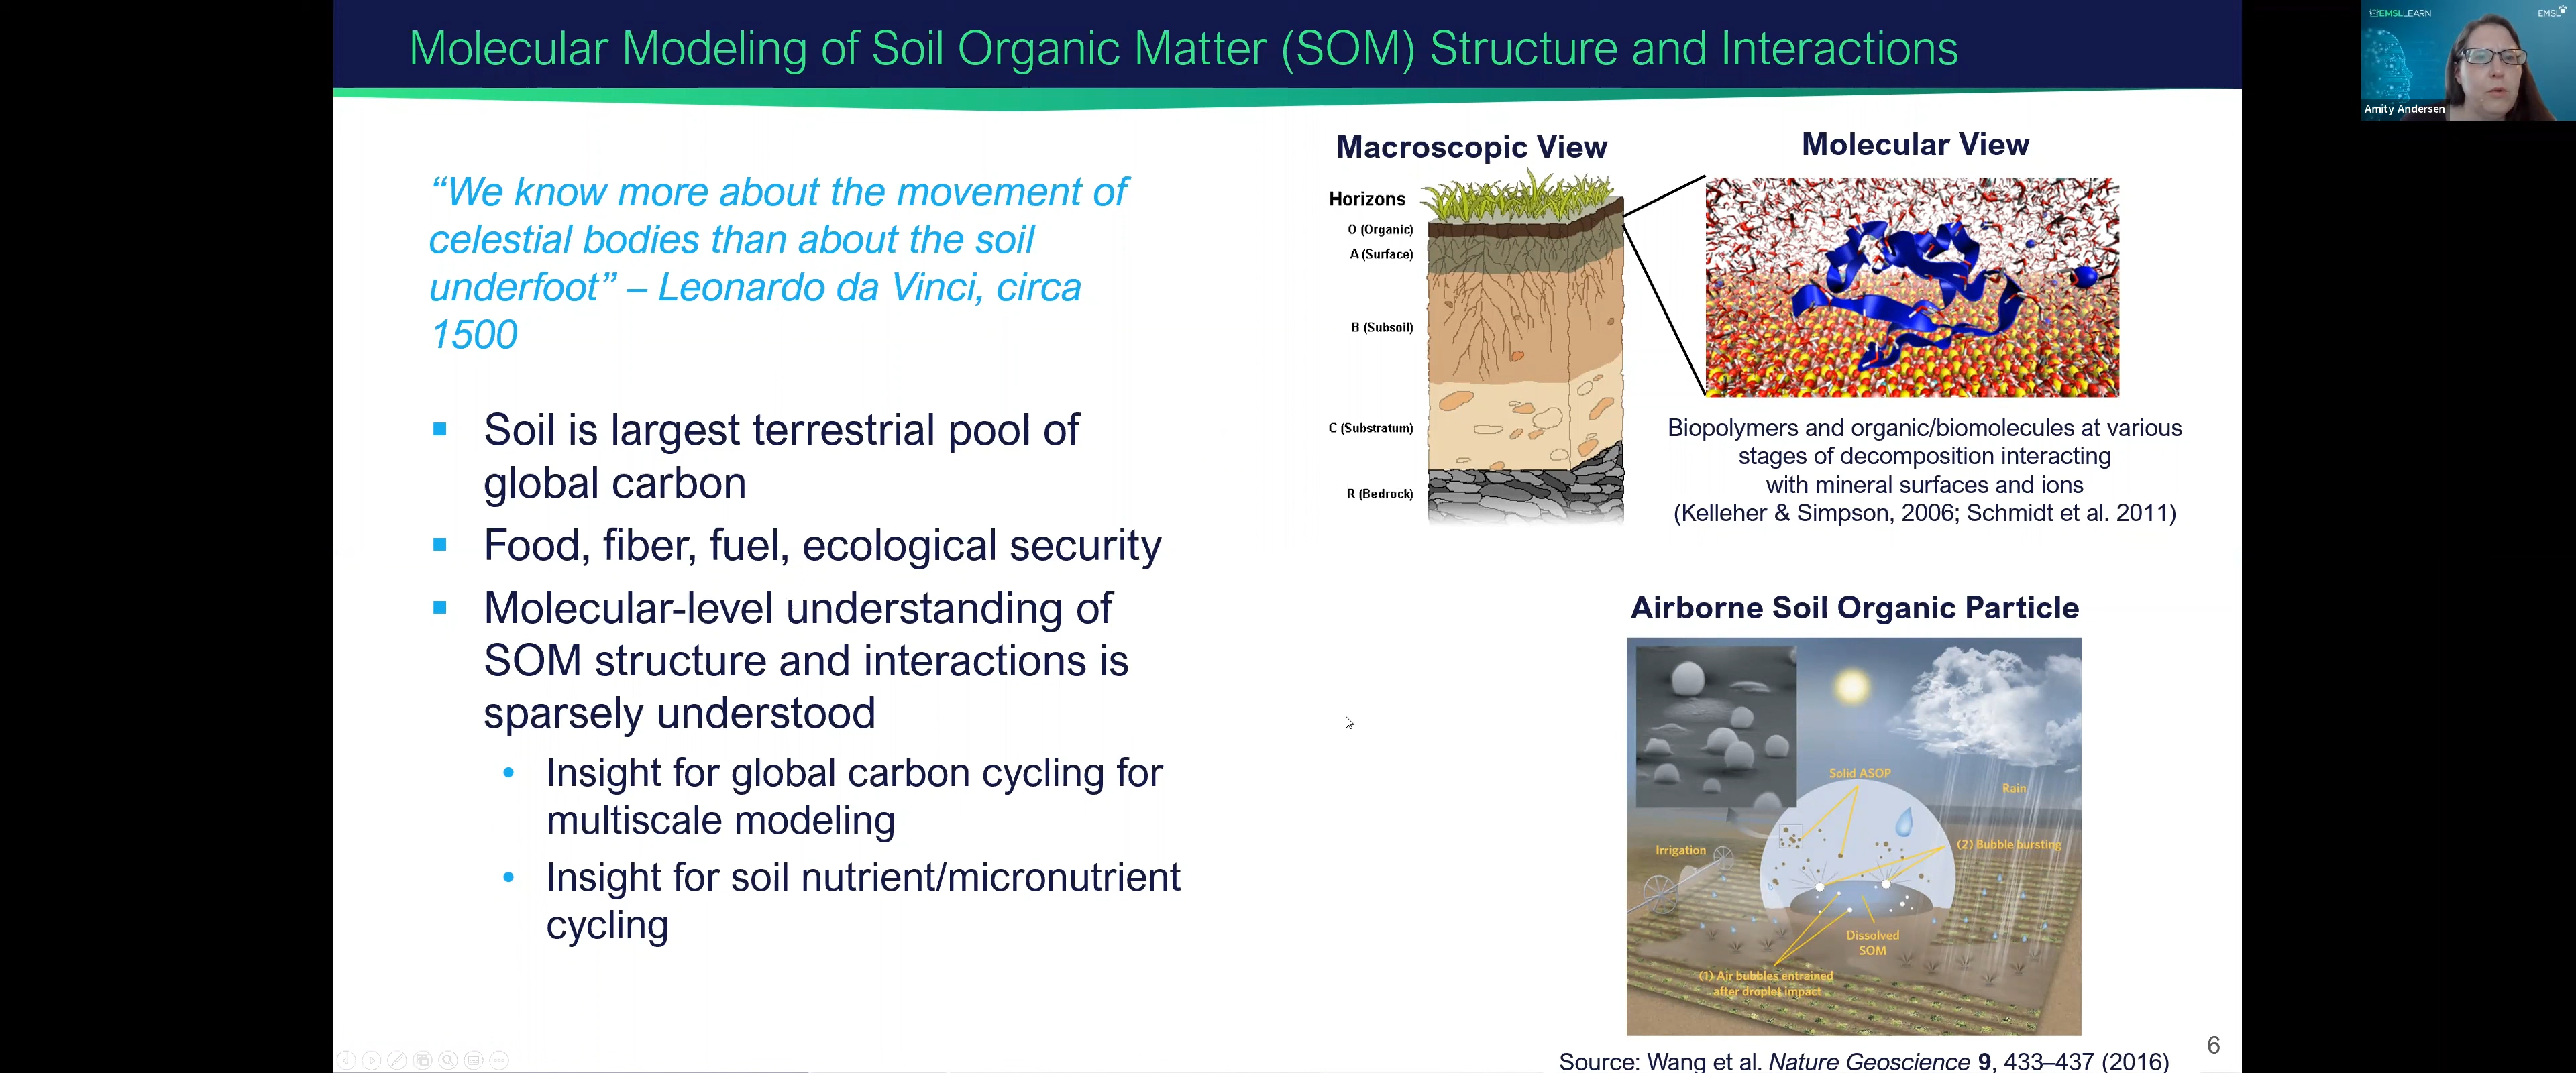 Molecular Modeling of Soil Organic Matter (SOM) Structure and Interactions
EMSLLEARN
EMSL
Amity Andersen
“We know more about the movement of
celestial bodies than about the soil
underfoot” – Leonardo da Vinci, circa
1500
Soil is largest terrestrial pool of
global carbon
Food, fiber, fuel, ecological security
Molecular-level understanding of
SOM structure and interactions is
sparsely understood
Insight for global carbon cycling for
multiscale modeling
Insight for soil nutrient/micronutrient
cycling
Macroscopic View
Horizons
O (Organic)
A (Surface)
B (Subsoil)
C (Substratum)
R (Bedrock)
Molecular View
Biopolymers and organic/biomolecules at various
stages of decomposition interacting
with mineral surfaces and ions
(Kelleher & Simpson, 2006; Schmidt et al. 2011)
Airborne Soil Organic Particle
Solid ASOP
Rain
Irrigation
(2) Bubble bursting
Dissolved
SOM
(1) Air bubbles entrained
after droplet impact
Source: Wang et al. Nature Geoscience 9, 433–437 (2016)
6